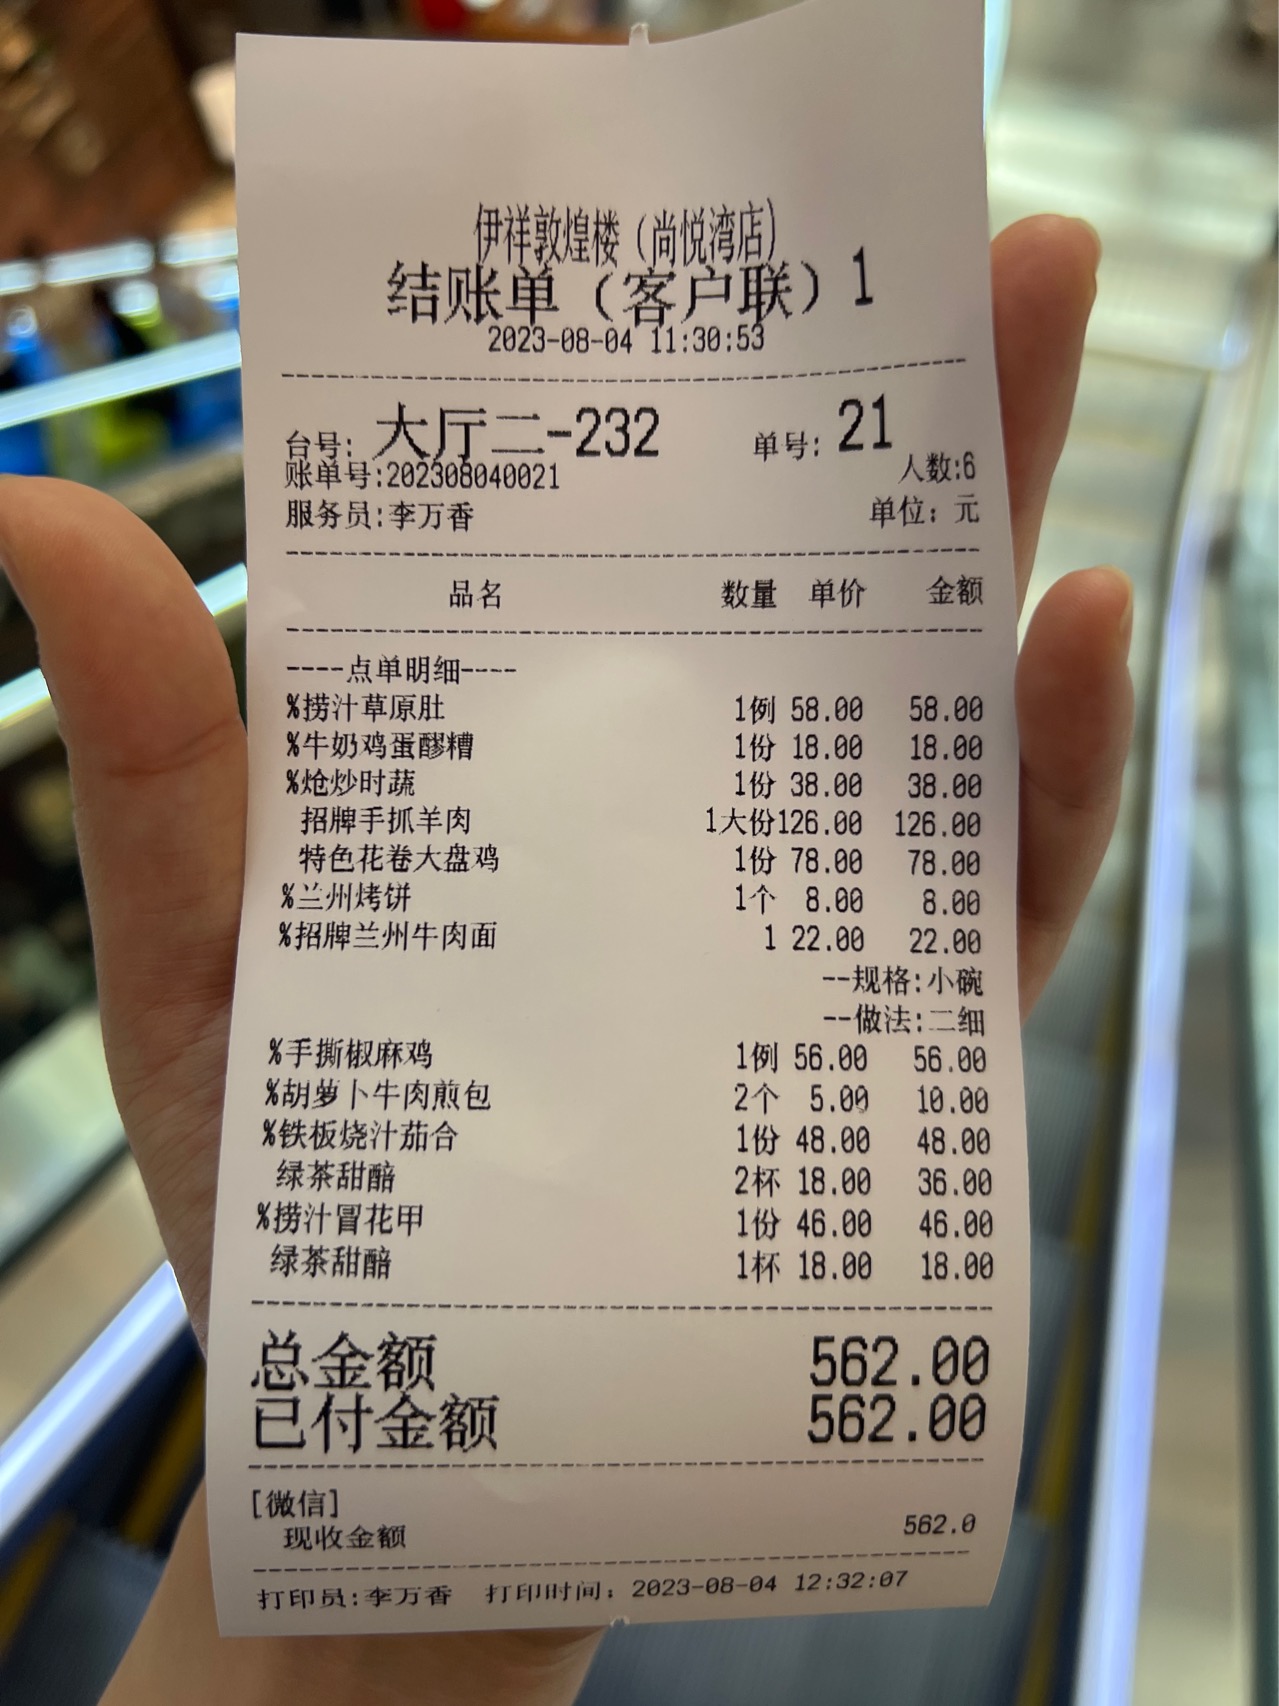 伊祥敦煌楼（尚悦湾店）
结账单（客户联）1
2023-08-04 11:30:53
台号: 大厅二-232 单号: 21
账单号:202308040021 人数:6
服务员:李万香 单位: 元
品名 数量 单价 金额
----点单明细----
%捞汁草原肚 1例 58.00 58.00
%牛奶鸡蛋醪糟 1份 18.00 18.00
%炝炒时蔬 1份 38.00 38.00
招牌手抓羊肉 1大份126.00 126.00
特色花卷大盘鸡 1份 78.00 78.00
%兰州烤饼 1个 8.00 8.00
%招牌兰州牛肉面 1 22.00 22.00
--规格:小碗
--做法:二细
%手撕椒麻鸡 1例 56.00 56.00
%胡萝卜牛肉煎包 2个 5.00 10.00
%铁板烧汁茄合 1份 48.00 48.00
绿茶甜醅 2杯 18.00 36.00
%捞汁冒花甲 1份 46.00 46.00
绿茶甜醅 1杯 18.00 18.00
总金额 562.00
已付金额 562.00
[微信]
现收金额 562.0
打印员:李万香 打印时间: 2023-08-04 12:32:07